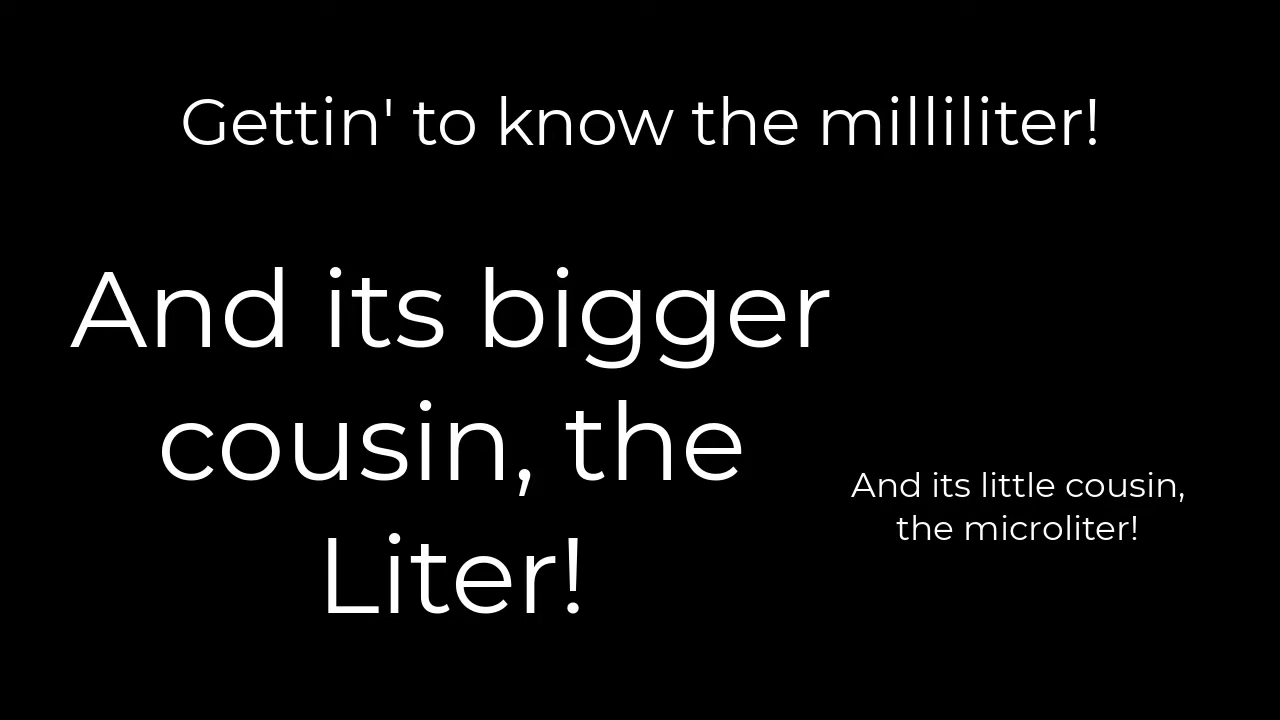 Gettin' to know the milliliter!
And its bigger
cousin, the
Liter!
And its little cousin,
the microliter!